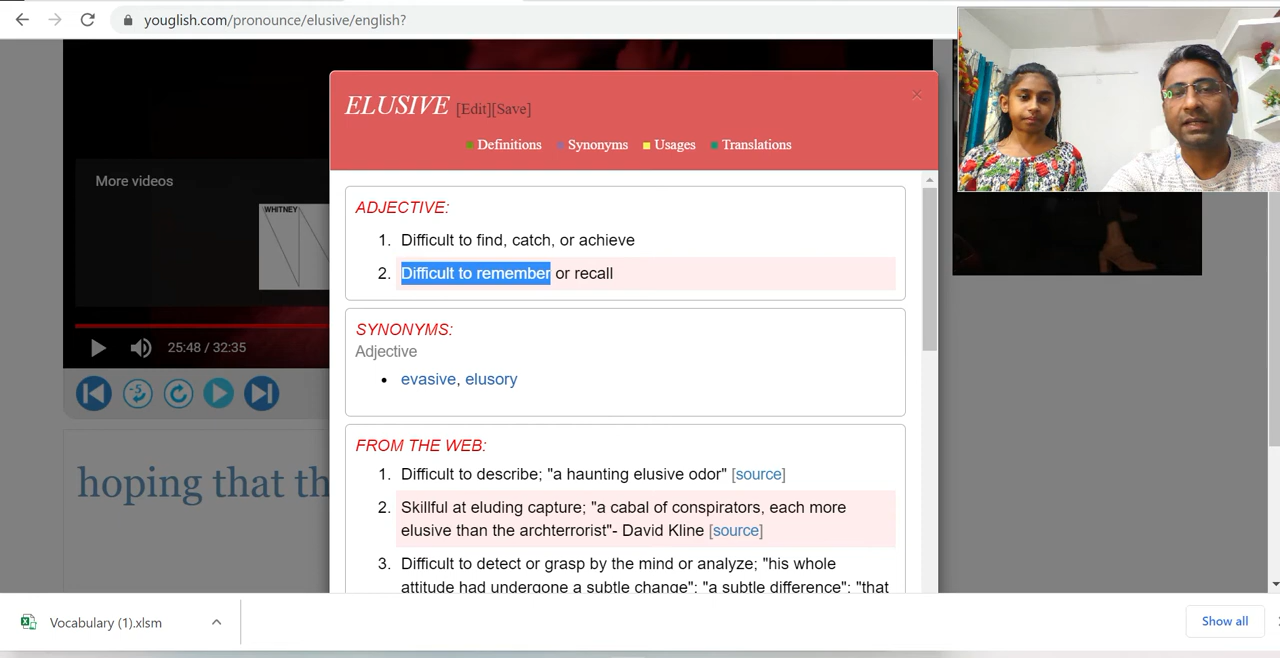 youglish.com/pronounce/elusive/english?
ELUSIVE [Edit][Save]
Definitions Synonyms Usages Translations
More videos
WHITNEY
ADJECTIVE:
1. Difficult to find, catch, or achieve
2. Difficult to remember or recall
SYNONYMS:
Adjective
evasive, elusory
25:48 / 32:35
FROM THE WEB:
1. Difficult to describe; "a haunting elusive odor" [source]
2. Skillful at eluding capture; "a cabal of conspirators, each more
elusive than the archterrorist"- David Kline [source]
3. Difficult to detect or grasp by the mind or analyze; "his whole
attitude had undergone a subtle change"; "a subtle difference"; "that
hoping that th
Vocabulary (1).xlsm
Show all